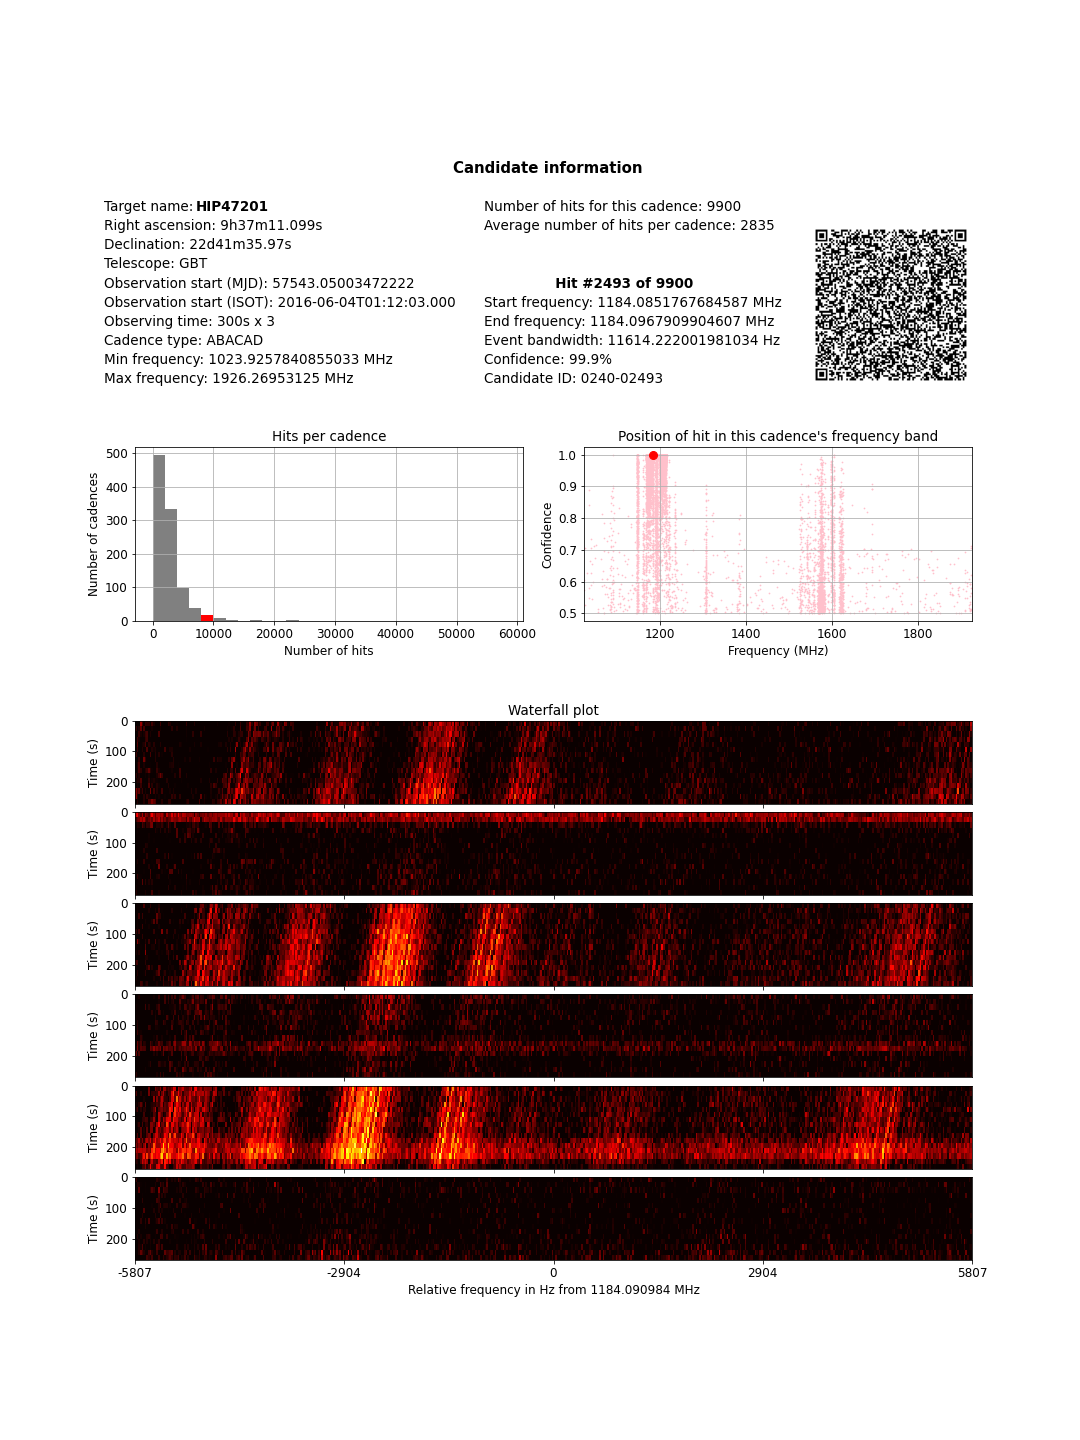 Candidate information
Target name: HIP47201
Right ascension: 9h37m11.099s
Declination: 22d41m35.97s
Telescope: GBT
Observation start (MJD): 57543.05003472222
Observation start (ISOT): 2016-06-04T01:12:03.000
Observing time: 300s x 3
Cadence type: ABACAD
Min frequency: 1023.9257840855033 MHz
Max frequency: 1926.26953125 MHz
Number of hits for this cadence: 9900
Average number of hits per cadence: 2835
Hit #2493 of 9900
Start frequency: 1184.0851767684587 MHz
End frequency: 1184.0967909904607 MHz
Event bandwidth: 11614.222001981034 Hz
Confidence: 99.9%
Candidate ID: 0240-02493
Hits per cadence
Number of cadences
500
400
300
200
100
0
0 10000 20000 30000 40000 50000 60000
Number of hits
Position of hit in this cadence's frequency band
Confidence
1.0
0.9
0.8
0.7
0.6
0.5
1200 1400 1600 1800
Frequency (MHz)
Waterfall plot
Time (s)
0
100
200
Time (s)
0
100
200
Time (s)
0
100
200
Time (s)
0
100
200
Time (s)
0
100
200
Time (s)
0
100
200
-5807 -2904 0 2904 5807
Relative frequency in Hz from 1184.090984 MHz